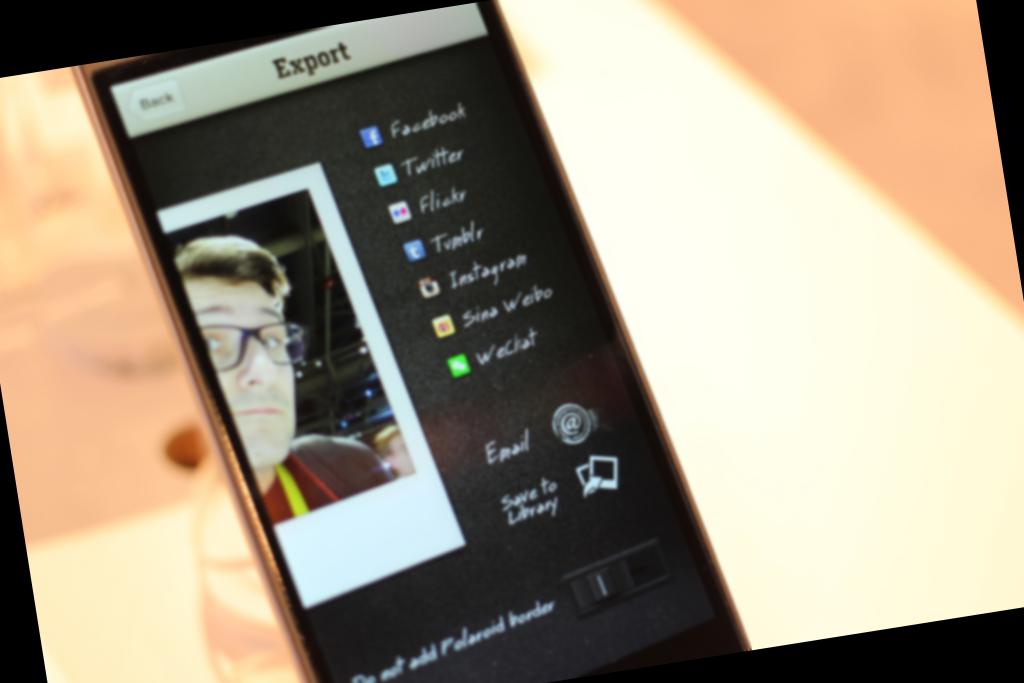 Export
Back
Facebook
Twitter
Flickr
Tumblr
Instagram
Sina Weibo
WeChat
Email
@
Save to
Library
Do not add Polaroid border